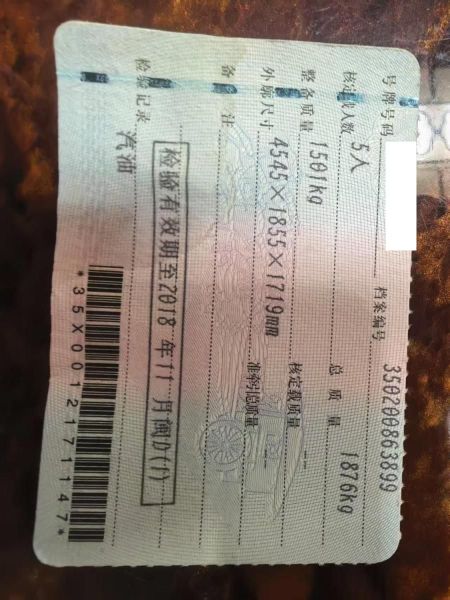 号牌号码 档案编号 350200863899
核定载人数 5人 总质量 1876kg
整备质量 1501kg 核定载质量 --
外廓尺寸 4545×1855×1719mm 准牵引总质量 --
备注
检验有效期至2018年11月闽D(1)
检验记录 汽油
*35X0012171147*